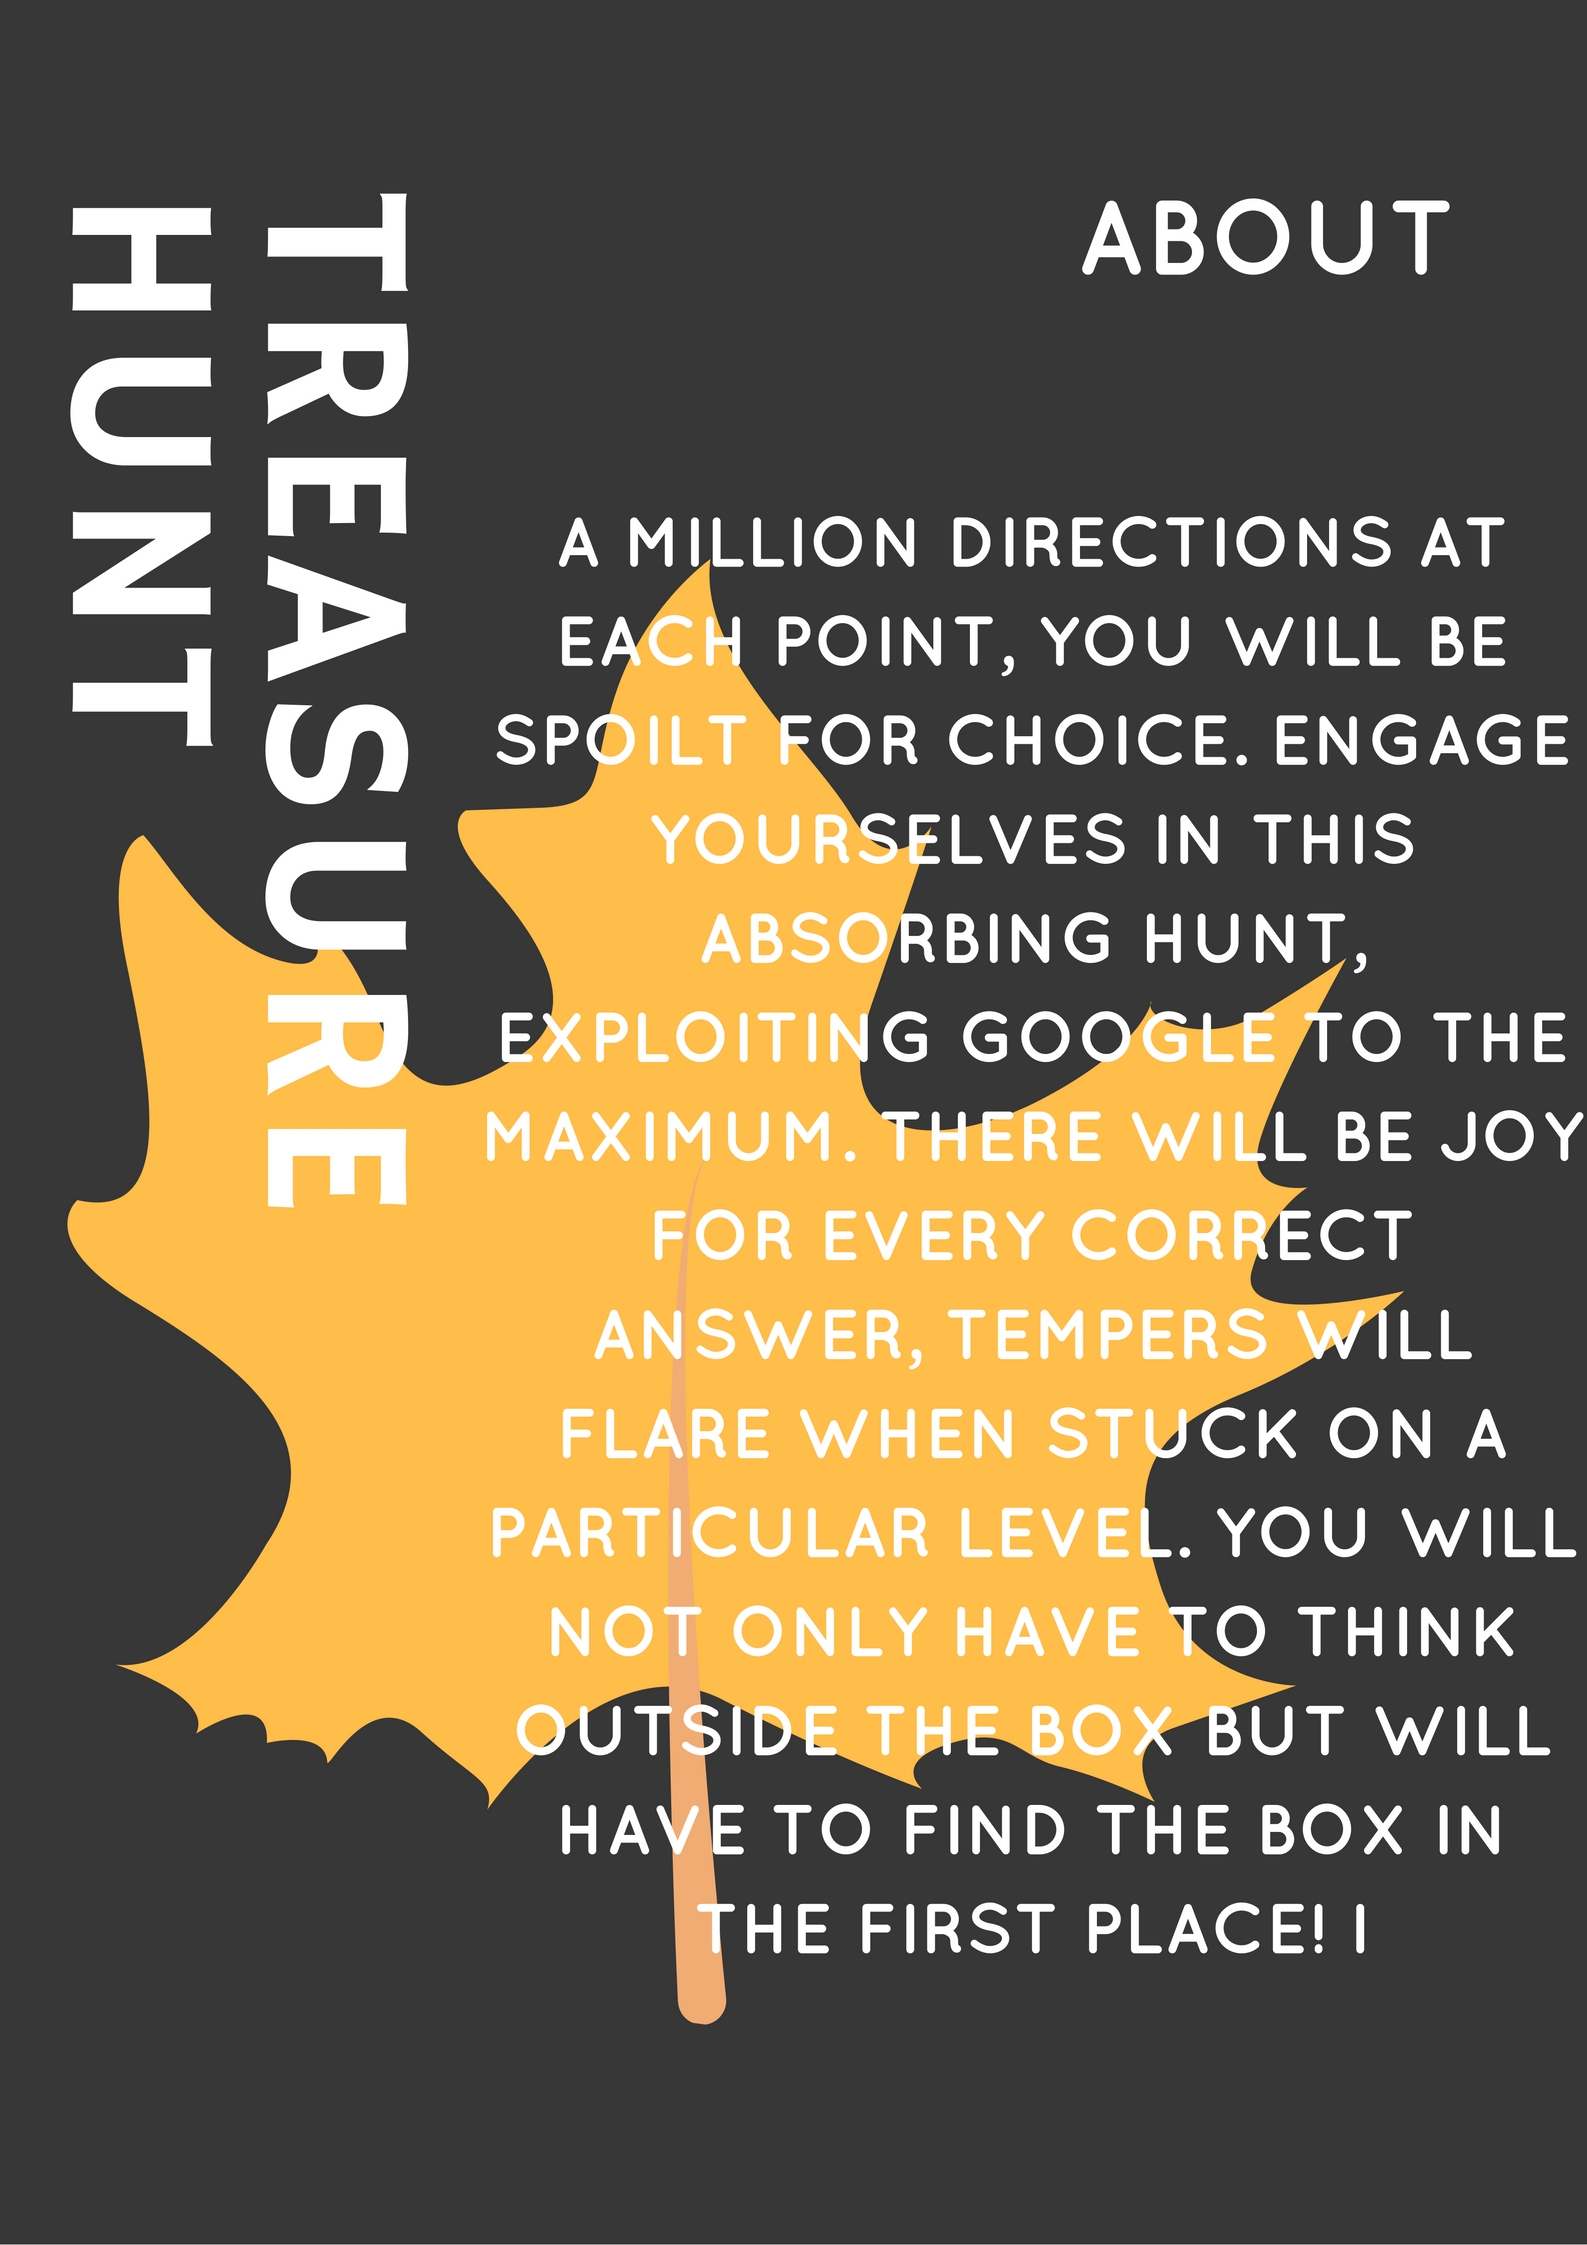 TREASURE
HUNT
ABOUT
A MILLION DIRECTIONS AT
EACH POINT, YOU WILL BE
SPOILT FOR CHOICE. ENGAGE
YOURSELVES IN THIS
ABSORBING HUNT,
EXPLOITING GOOGLE TO THE
MAXIMUM. THERE WILL BE JOY
FOR EVERY CORRECT
ANSWER, TEMPERS WILL
FLARE WHEN STUCK ON A
PARTICULAR LEVEL. YOU WILL
NOT ONLY HAVE TO THINK
OUTSIDE THE BOX BUT WILL
HAVE TO FIND THE BOX IN
THE FIRST PLACE! I